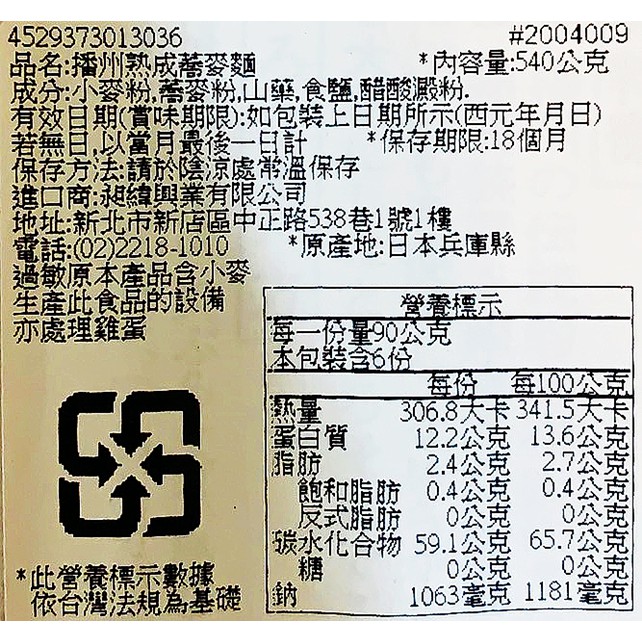 4529373013036 #2004009
品名:播州熟成蕎麥麵 *內容量:540公克
成分:小麥粉,蕎麥粉,山藥,食鹽,醋酸澱粉.
有效日期(賞味期限):如包裝上日期所示(西元年月日)
若無日,以當月最後一日計 *保存期限:18個月
保存方法:請於陰涼處常溫保存
進口商:昶緯興業有限公司
地址:新北市新店區中正路538巷1號1樓
電話:(02)2218-1010 *原產地:日本兵庫縣
過敏原本產品含小麥
生產此食品的設備
亦處理雞蛋
營養標示
每一份量90公克
本包裝含6份
每份 每100公克
熱量 306.8大卡 341.5大卡
蛋白質 12.2公克 13.6公克
脂肪 2.4公克 2.7公克
飽和脂肪 0.4公克 0.4公克
反式脂肪 0公克 0公克
碳水化合物 59.1公克 65.7公克
糖 0公克 0公克
鈉 1063毫克 1181毫克
*此營養標示數據
依台灣法規為基礎